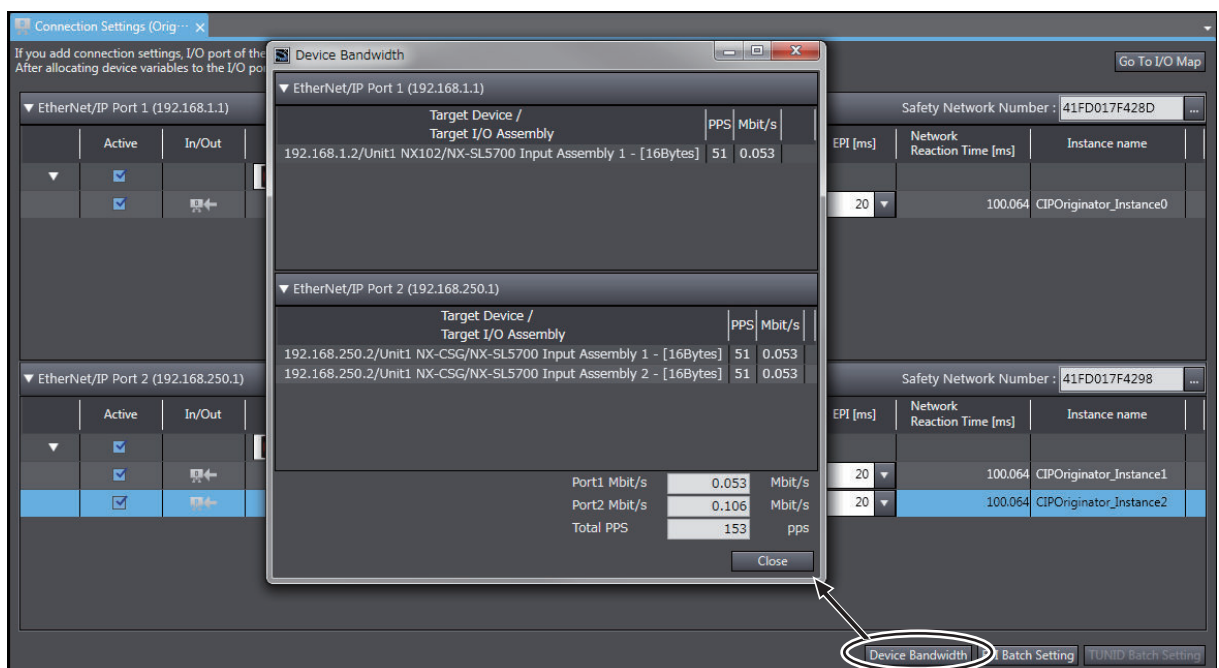 Connection Settings (Orig...
If you add connection settings, I/O port of the
After allocating device variables to the I/O po
Go To I/O Map
EtherNet/IP Port 1 (192.168.1.1)
Safety Network Number : 41FD017F428D ...
Active In/Out EPI [ms] Network Reaction Time [ms] Instance name
20 100.064 CIPOriginator_Instance0
EtherNet/IP Port 2 (192.168.250.1)
Safety Network Number : 41FD017F4298 ...
Active In/Out EPI [ms] Network Reaction Time [ms] Instance name
20 100.064 CIPOriginator_Instance1
20 100.064 CIPOriginator_Instance2
Device Bandwidth
EtherNet/IP Port 1 (192.168.1.1)
Target Device /
Target I/O Assembly
PPS Mbit/s
192.168.1.2/Unit1 NX102/NX-SL5700 Input Assembly 1 - [16Bytes] 51 0.053
EtherNet/IP Port 2 (192.168.250.1)
Target Device /
Target I/O Assembly
PPS Mbit/s
192.168.250.2/Unit1 NX-CSG/NX-SL5700 Input Assembly 1 - [16Bytes] 51 0.053
192.168.250.2/Unit1 NX-CSG/NX-SL5700 Input Assembly 2 - [16Bytes] 51 0.053
Port1 Mbit/s 0.053 Mbit/s
Port2 Mbit/s 0.106 Mbit/s
Total PPS 153 pps
Close
Device Bandwidth
Batch Setting
TUNID Batch Setting